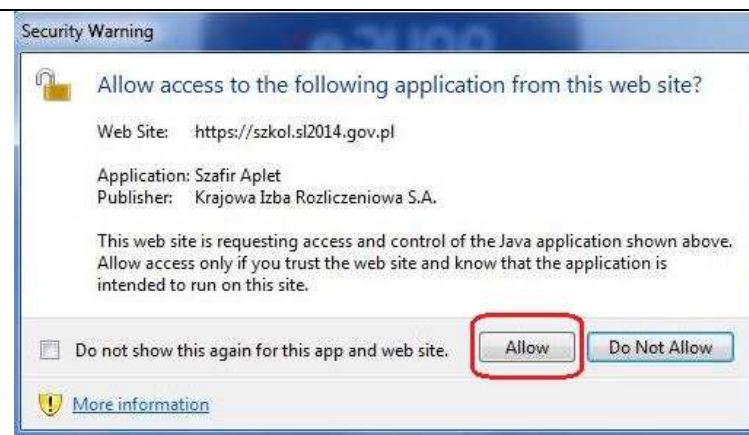 Security Warning
Allow access to the following application from this web site?
Web Site: https://szkol.sl2014.gov.pl
Application: Szafir Aplet
Publisher: Krajowa Izba Rozliczeniowa S.A.
This web site is requesting access and control of the Java application shown above.
Allow access only if you trust the web site and know that the application is
intended to run on this site.
Do not show this again for this app and web site.
Allow
Do Not Allow
More information